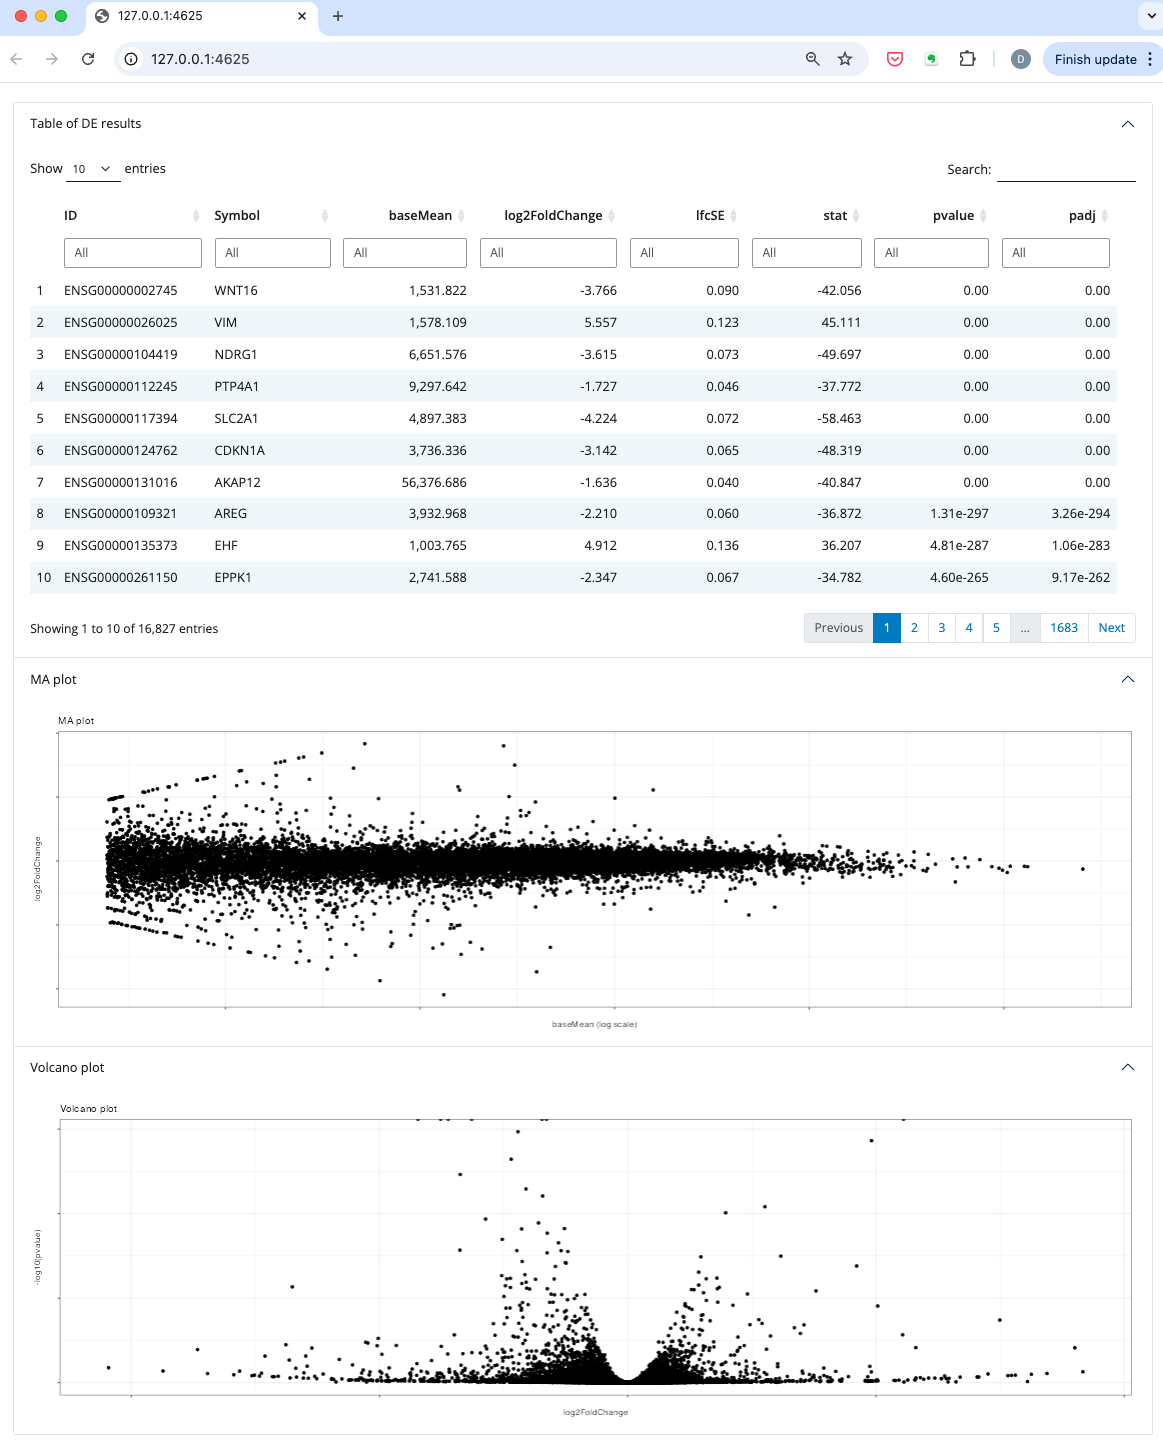 127.0.0.1:4625
127.0.0.1:4625
D
Finish update
Table of DE results
Show 10 entries
Search:
ID Symbol baseMean log2FoldChange lfcSE stat pvalue padj
All All All All All All All All
1 ENSG00000002745 WNT16 1,531.822 -3.766 0.090 -42.056 0.00 0.00
2 ENSG00000026025 VIM 1,578.109 5.557 0.123 45.111 0.00 0.00
3 ENSG00000104419 NDRG1 6,651.576 -3.615 0.073 -49.697 0.00 0.00
4 ENSG00000112245 PTP4A1 9,297.642 -1.727 0.046 -37.772 0.00 0.00
5 ENSG00000117394 SLC2A1 4,897.383 -4.224 0.072 -58.463 0.00 0.00
6 ENSG00000124762 CDKN1A 3,736.336 -3.142 0.065 -48.319 0.00 0.00
7 ENSG00000131016 AKAP12 56,376.686 -1.636 0.040 -40.847 0.00 0.00
8 ENSG00000109321 AREG 3,932.968 -2.210 0.060 -36.872 1.31e-297 3.26e-294
9 ENSG00000135373 EHF 1,003.765 4.912 0.136 36.207 4.81e-287 1.06e-283
10 ENSG00000261150 EPPK1 2,741.588 -2.347 0.067 -34.782 4.60e-265 9.17e-262
Showing 1 to 10 of 16,827 entries
Previous 1 2 3 4 5 ... 1683 Next
MA plot
MA plot
log2FoldChange
baseMean (log scale)
Volcano plot
Volcano plot
-log10(pvalue)
log2FoldChange